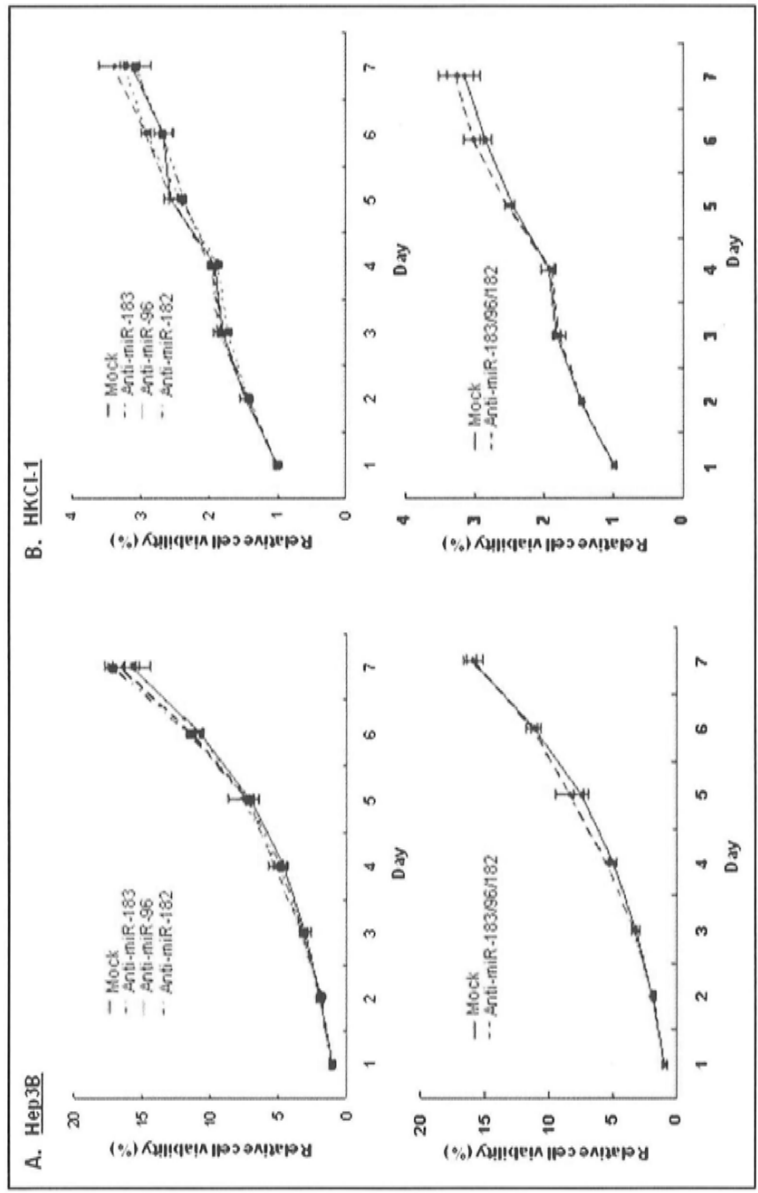 A. Hep3B
Relative cell viability (%)
20
15
10
5
0
Mock
Anti-miR-183
Anti-miR-96
Anti-miR-182
1 2 3 4 5 6 7
Day
Relative cell viability (%)
20
15
10
5
0
Mock
Anti-miR-183/96/182
1 2 3 4 5 6 7
Day
B. HKCI-1
Relative cell viability (%)
4
3
2
1
0
Mock
Anti-miR-183
Anti-miR-96
Anti-miR-182
1 2 3 4 5 6 7
Day
Relative cell viability (%)
4
3
2
1
0
Mock
Anti-miR-183/96/182
1 2 3 4 5 6 7
Day